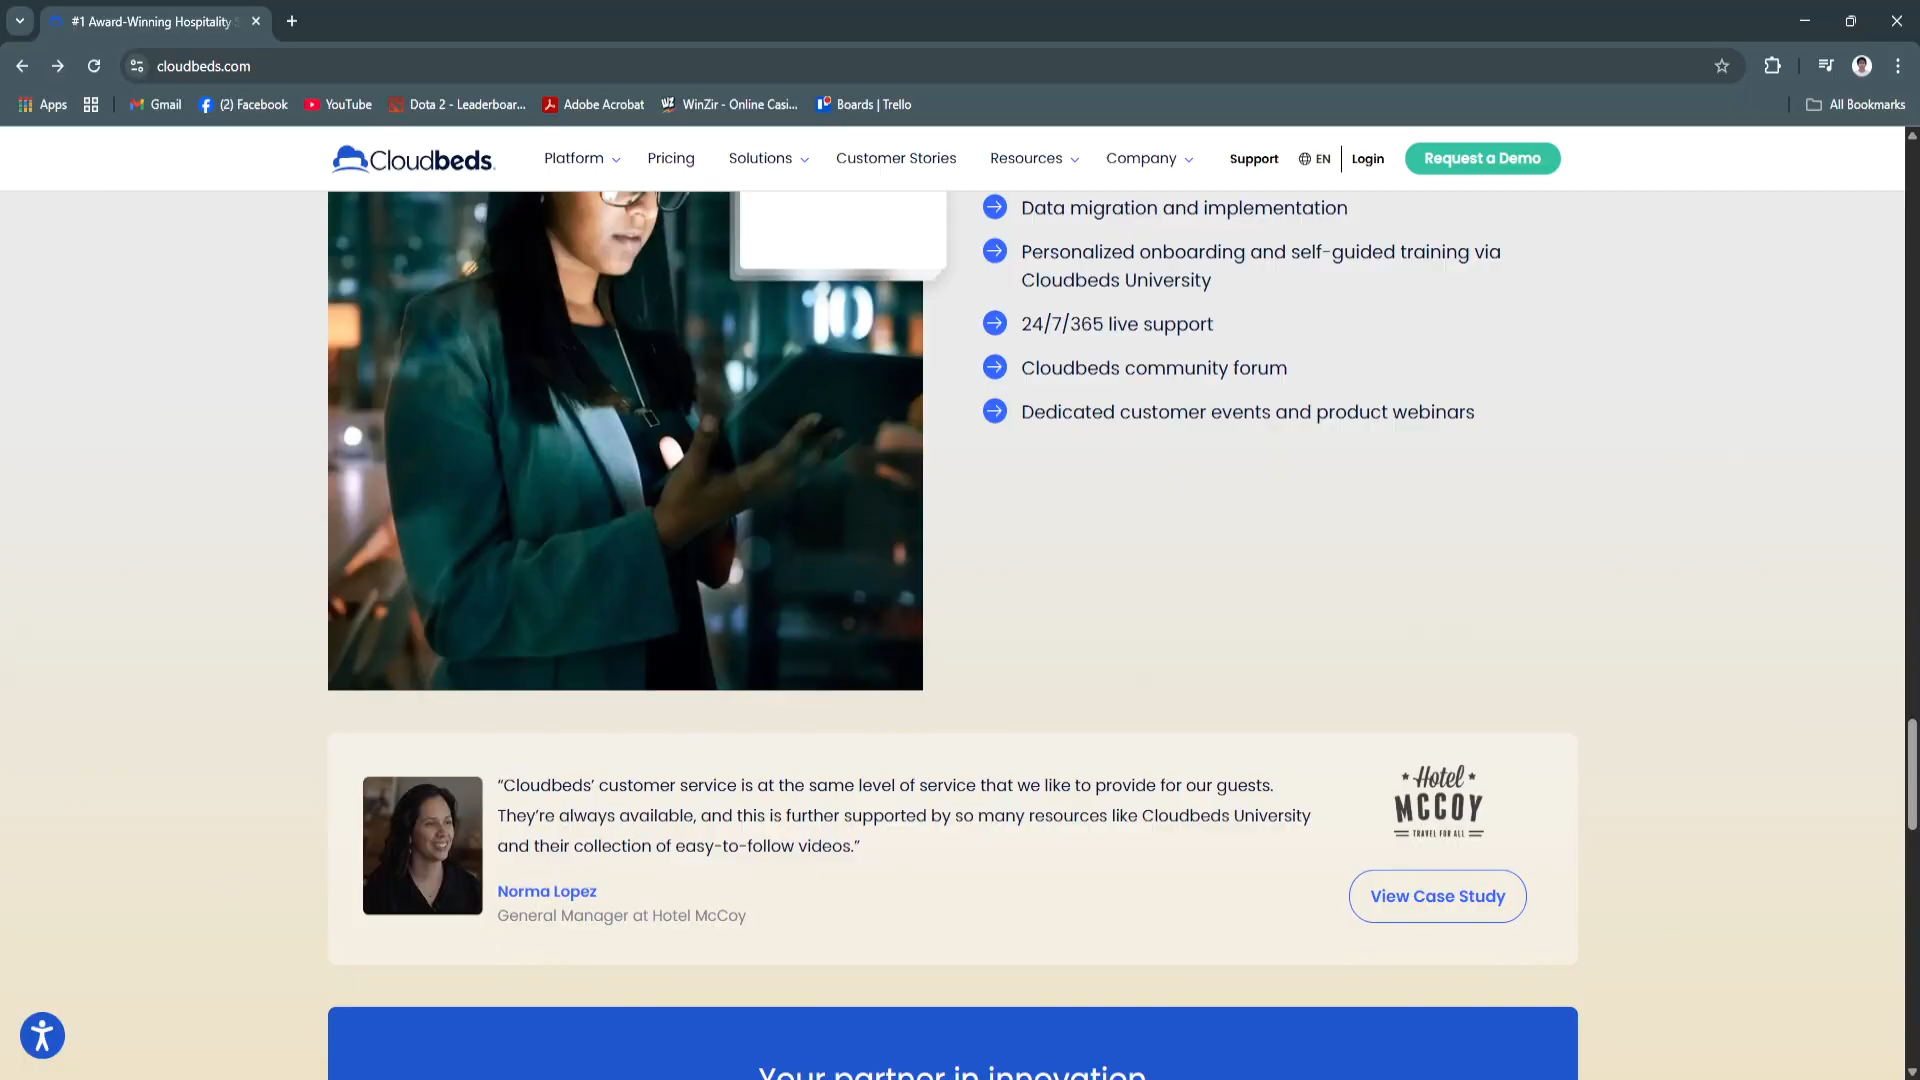 #1 Award-Winning Hospitality
cloudbeds.com
Apps
Gmail
(2) Facebook
YouTube
Dota 2 - Leaderboar...
Adobe Acrobat
WinZir - Online Casi...
Boards | Trello
All Bookmarks
Cloudbeds
Platform
Pricing
Solutions
Customer Stories
Resources
Company
Support
EN
Login
Request a Demo
Data migration and implementation
Personalized onboarding and self-guided training via
Cloudbeds University
24/7/365 live support
Cloudbeds community forum
Dedicated customer events and product webinars
10
“Cloudbeds’ customer service is at the same level of service that we like to provide for our guests.
They’re always available, and this is further supported by so many resources like Cloudbeds University
and their collection of easy-to-follow videos.”
Norma Lopez
General Manager at Hotel McCoy
Hotel
MCCOY
TRAVEL FOR ALL
View Case Study
Your partner in innovation